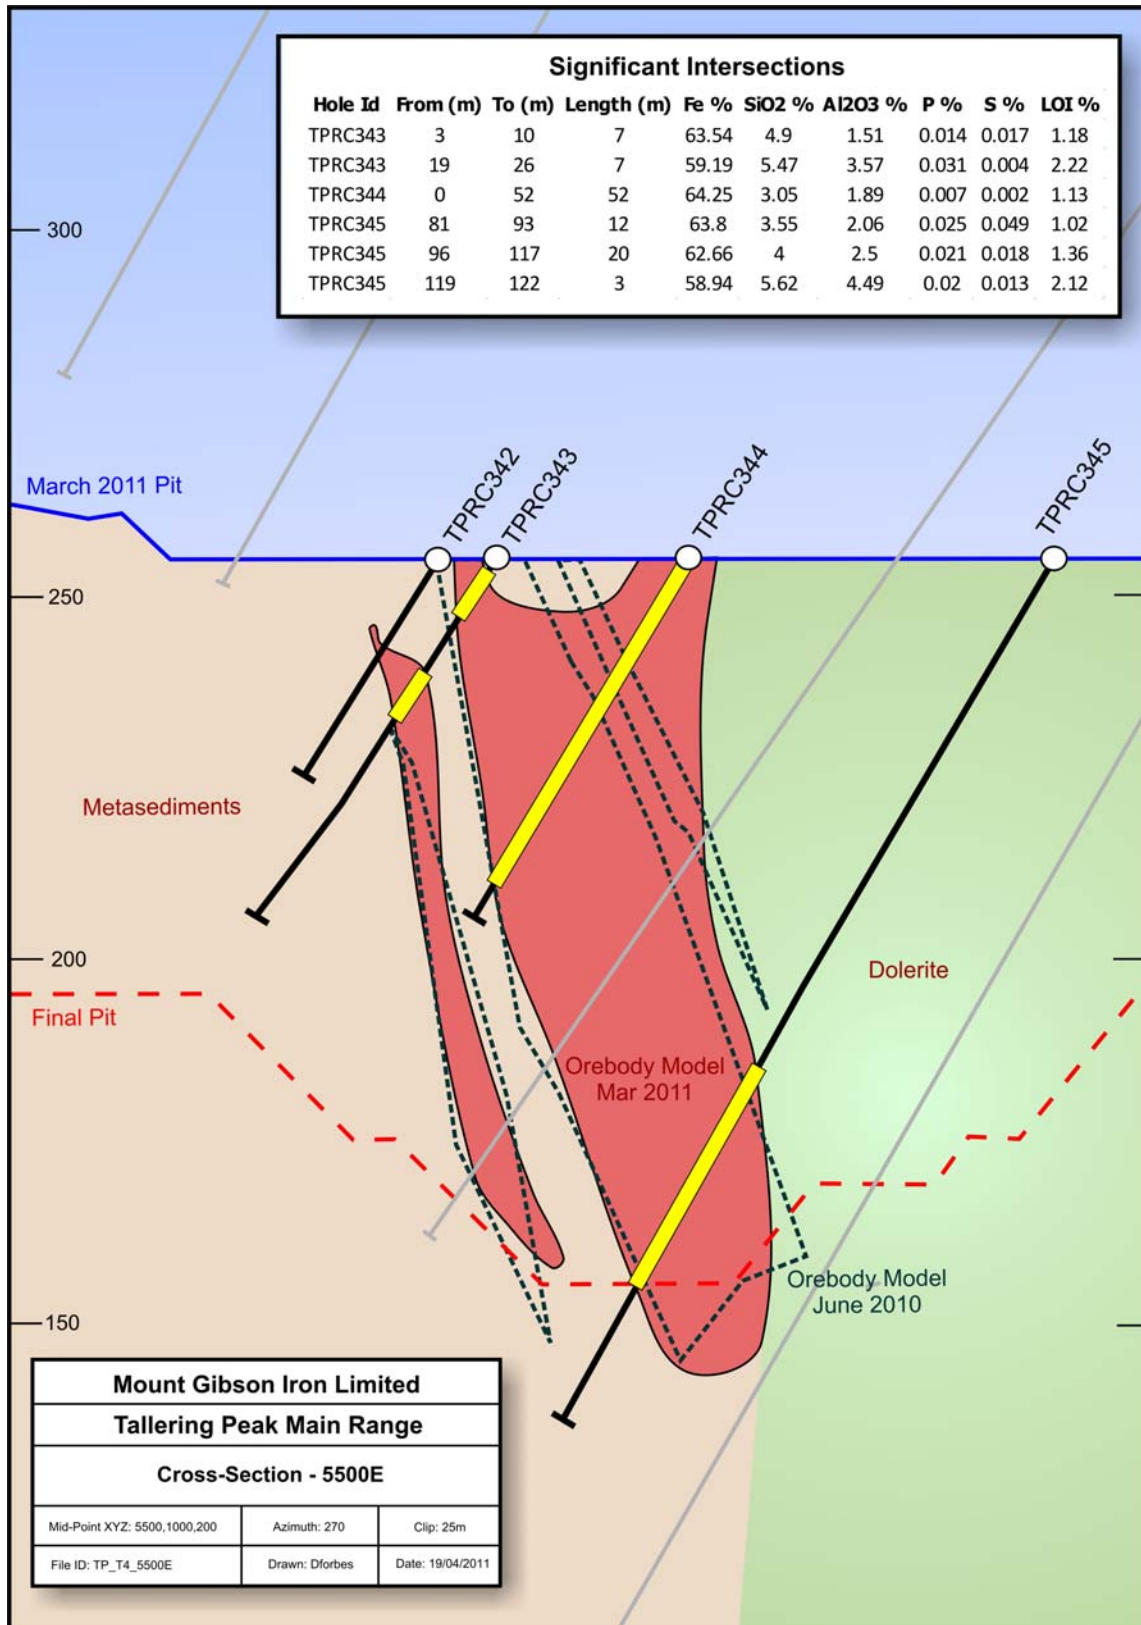 Significant Intersections
Hole Id From (m) To (m) Length (m) Fe % SiO2 % Al2O3 % P % S % LOI %
TPRC343 3 10 7 63.54 4.9 1.51 0.014 0.017 1.18
TPRC343 19 26 7 59.19 5.47 3.57 0.031 0.004 2.22
TPRC344 0 52 52 64.25 3.05 1.89 0.007 0.002 1.13
TPRC345 81 93 12 63.8 3.55 2.06 0.025 0.049 1.02
TPRC345 96 117 20 62.66 4 2.5 0.021 0.018 1.36
TPRC345 119 122 3 58.94 5.62 4.49 0.02 0.013 2.12
300
March 2011 Pit
TPRC342
TPRC343
TPRC344
TPRC345
250
Metasediments
200
Dolerite
Final Pit
Orebody Model
Mar 2011
Orebody Model
June 2010
150
Mount Gibson Iron Limited
Tallering Peak Main Range
Cross-Section - 5500E
Mid-Point XYZ: 5500,1000,200 Azimuth: 270 Clip: 25m
File ID: TP_T4_5500E Drawn: Dforbes Date: 19/04/2011